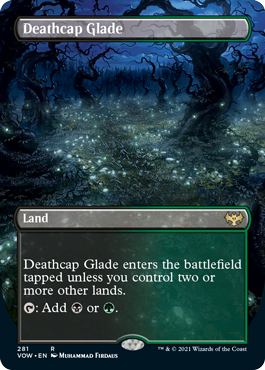 Deathcap Glade
Land
Deathcap Glade enters the battlefield
tapped unless you control two or
more other lands.
: Add or .
281 R
VOW • EN Muhammad Firdaus
™ & © 2021 Wizards of the Coast